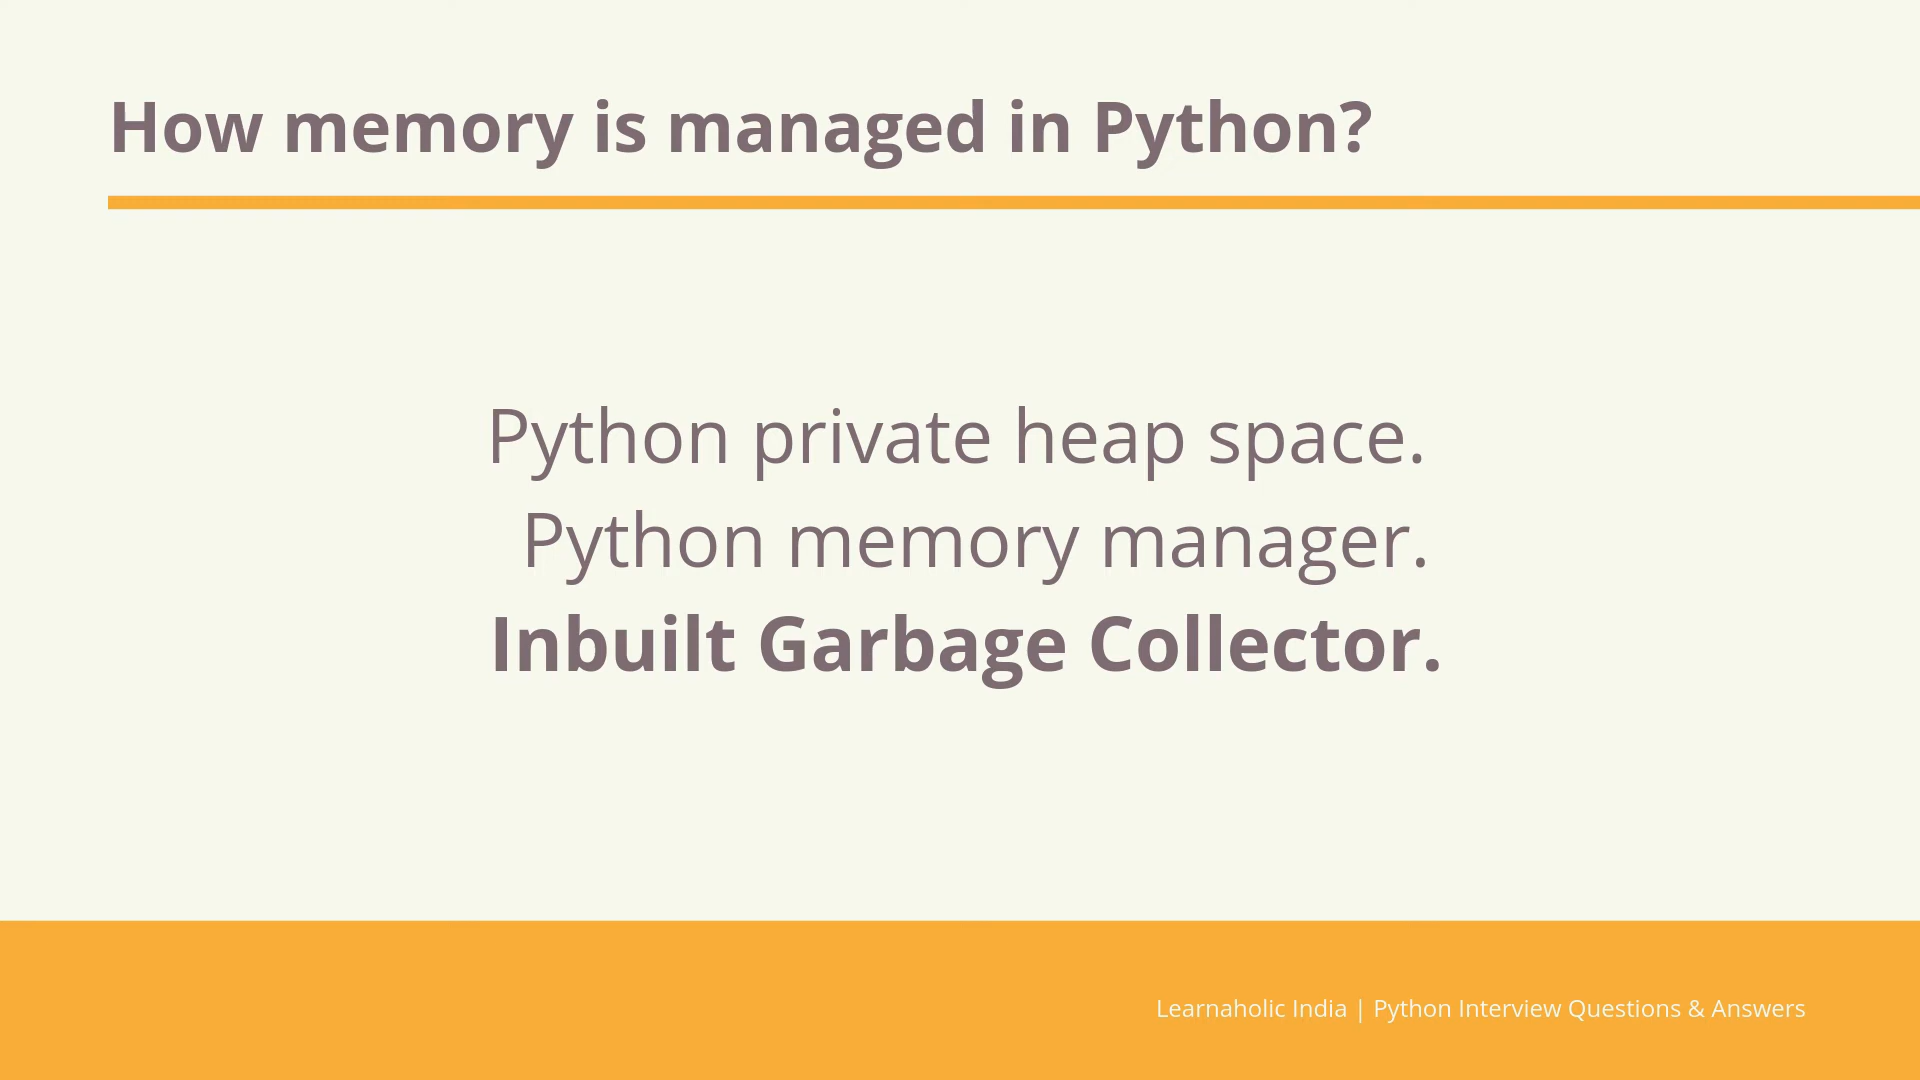 How memory is managed in Python?
Python private heap space.
Python memory manager.
Inbuilt Garbage Collector.
Learnaholic India | Python Interview Questions & Answers